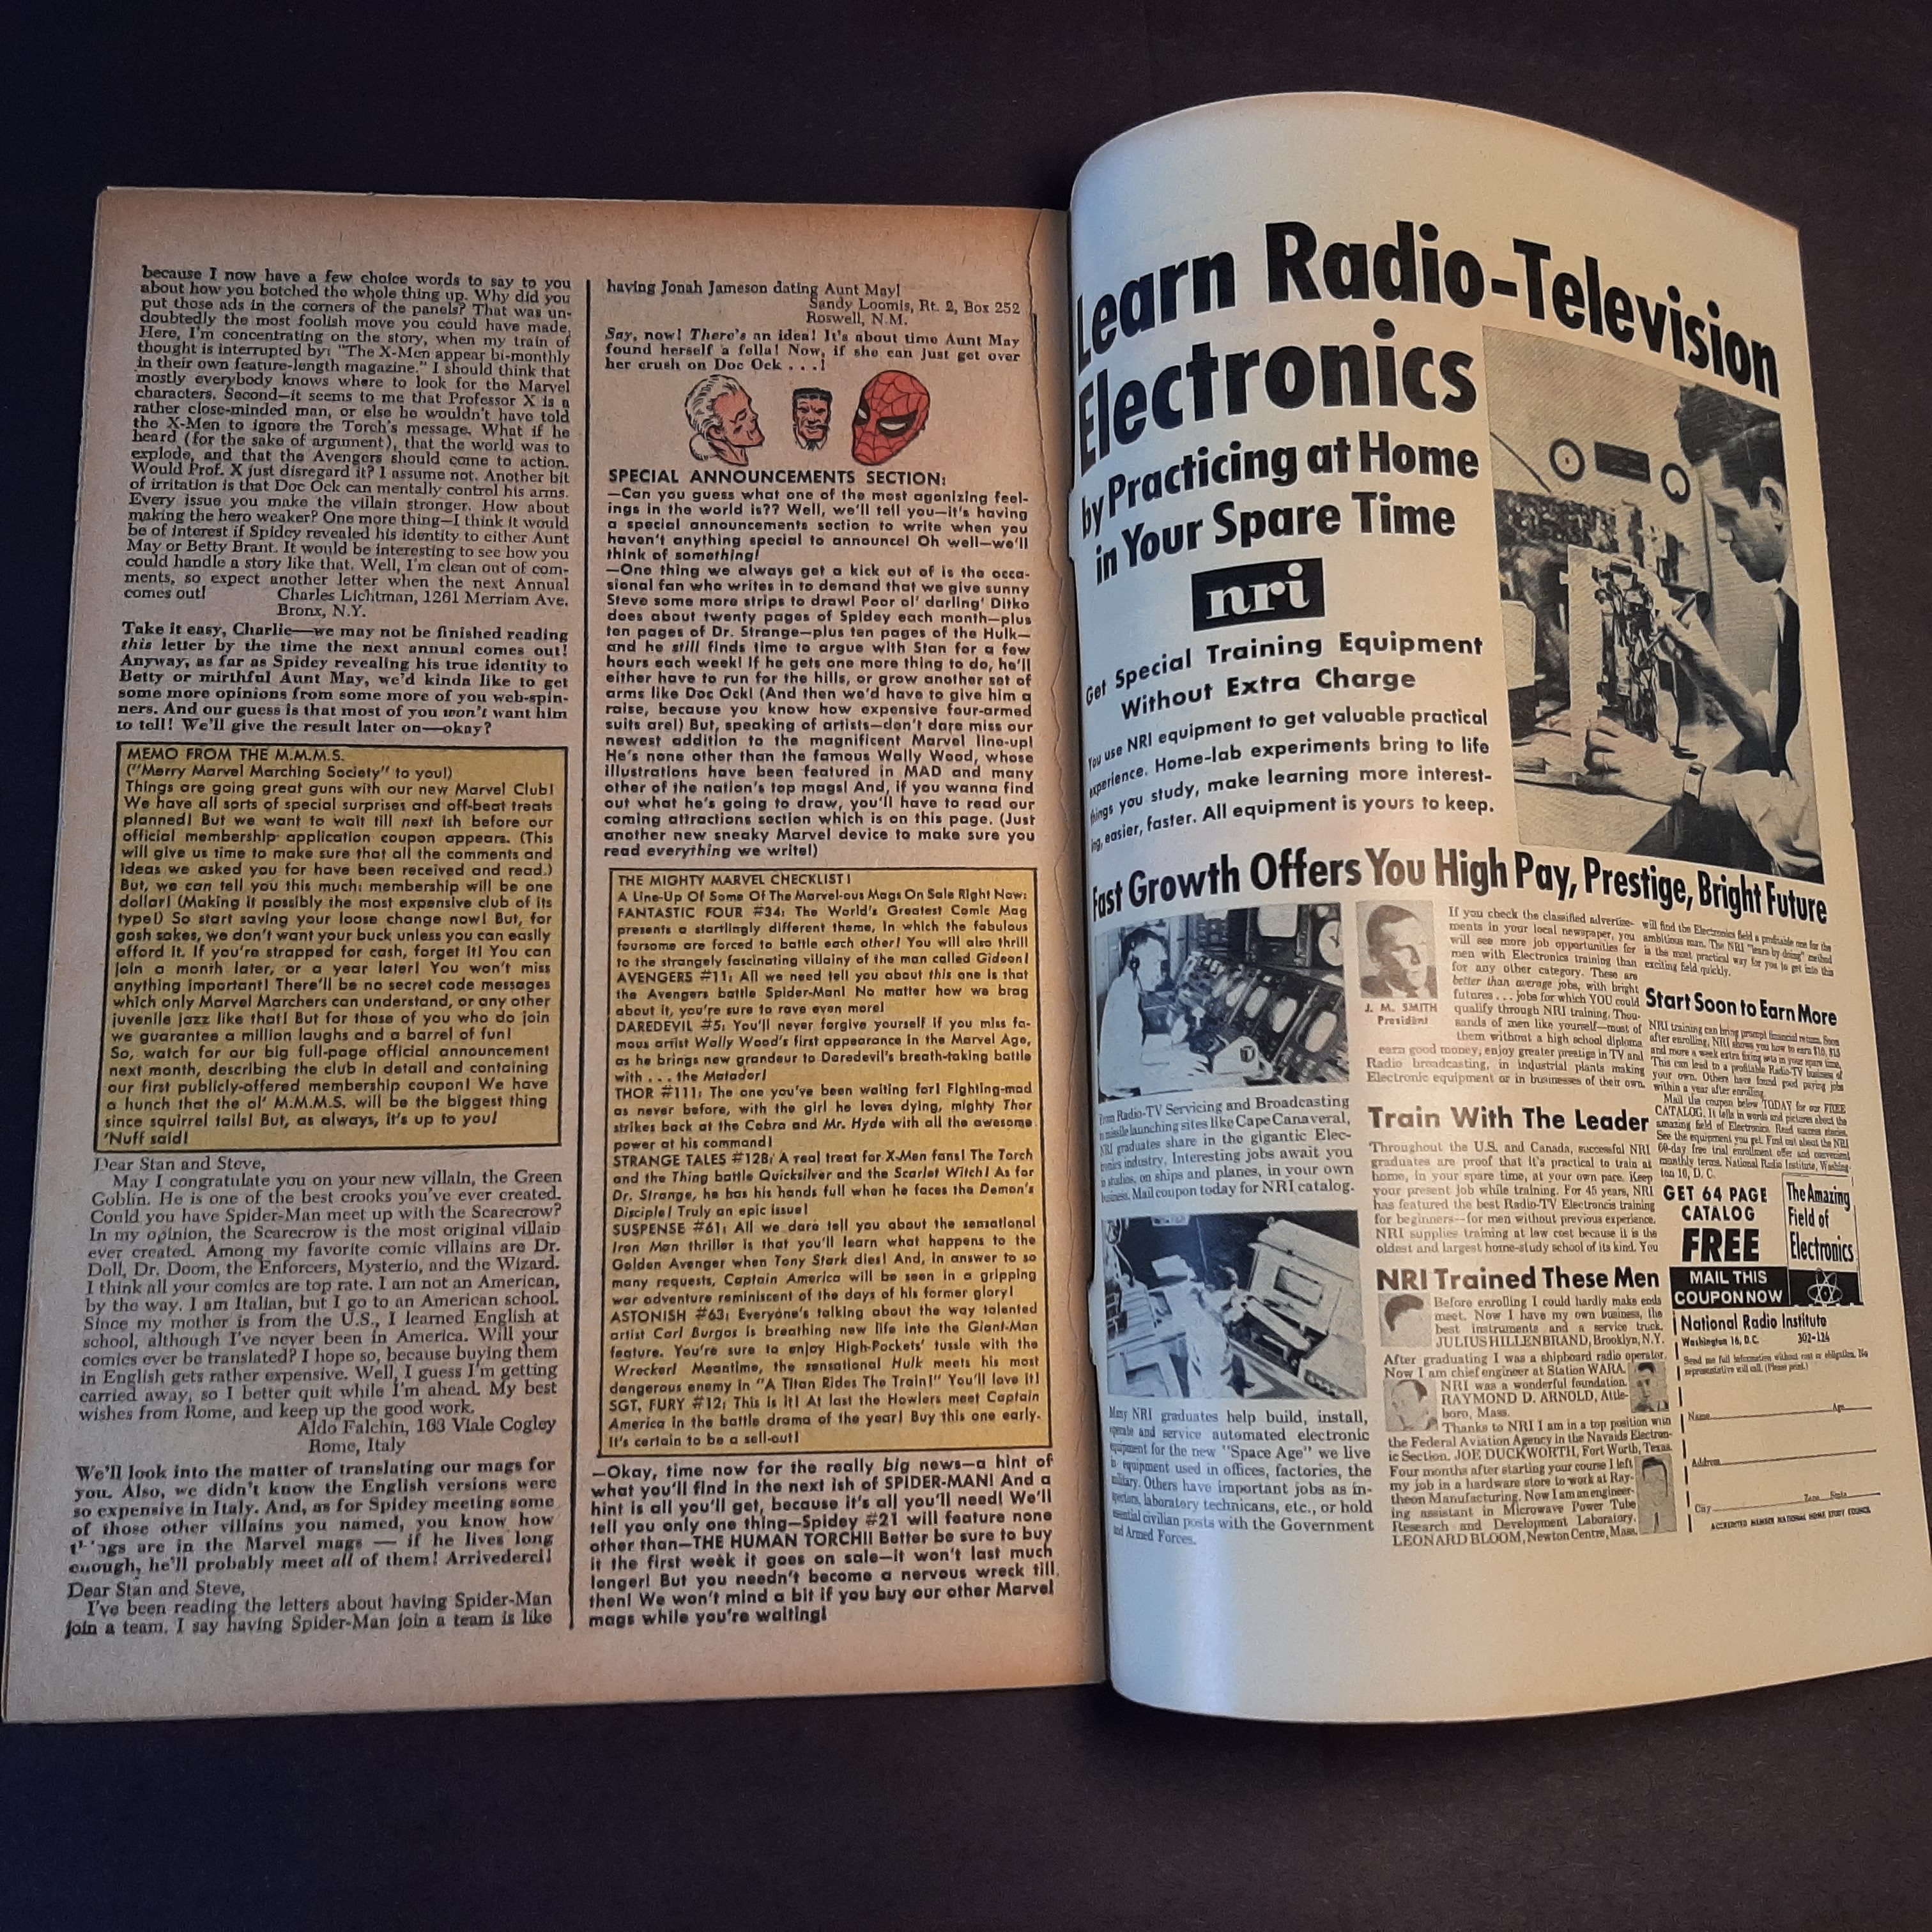 because I now have a few choice words to say to you
about how you botched the whole thing up. Why did you
put those ads in the corners of the panels? That was un-
doubtedly the most foolish move you could have made.
Here, I'm concentrating on the story, when my train of
thought is interrupted by: "The X-Men appear bi-monthly
in their own feature-length magazine." I should think that
mostly everybody knows where to look for the Marvel
characters. Second—it seems to me that Professor X is a
rather close-minded man, or else he wouldn't have told
the X-Men to ignore the Torch's message. What if he
heard (for the sake of argument), that the world was to
explode, and that the Avengers should come to action.
Would Prof. X just disregard it? I assume not. Another bit
of irritation is that Doc Ock can mentally control his arms.
Every issue you make the villain stronger. How about
making the hero weaker? One more thing—I think it would
be of interest if Spidey revealed his identity to either Aunt
May or Betty Brant. It would be interesting to see how you
could handle a story like that. Well, I'm clean out of com-
ments, so expect another letter when the next Annual
comes out! Charles Lichtman, 1261 Merriam Ave.
Bronx, N.Y.
Take it easy, Charlie—we may not be finished reading
this letter by the time the next annual comes out!
Anyway, as far as Spidey revealing his true identity to
Betty or mirthful Aunt May, we'd kinda like to get
some more opinions from some more of you web-spin-
ners. And our guess is that most of you won't want him
to tell! We'll give the result later on—okay?
MEMO FROM THE M.M.M.S.
("Merry Marvel Marching Society" to you!)
Things are going great guns with our new Marvel Club!
We have all sorts of special surprises and off-beat treats
planned! But we want to wait till next ish before our
official membership application coupon appears. (This
will give us time to make sure that all the comments and
ideas we asked you for have been received and read.)
But, we can tell you this much: membership will be one
dollar! (Making it possibly the most expensive club of its
type!) So start saving your loose change now! But, for
gosh sakes, we don't want your buck unless you can easily
afford it. If you're strapped for cash, forget it! You can
join a month later, or a year later! You won't miss
anything important! There'll be no secret code messages
which only Marvel Marchers can understand, or any other
juvenile jazz like that! But for those of you who do join
we guarantee a million laughs and a barrel of fun!
So, watch for our big full-page official announcement
next month, describing the club in detail and containing
our first publicly-offered membership coupon! We have
a hunch that the ol' M.M.M.S. will be the biggest thing
since squirrel tails! But, as always, it's up to you!
'Nuff said!
Dear Stan and Steve,
May I congratulate you on your new villain, the Green
Goblin. He is one of the best crooks you've ever created.
Could you have Spider-Man meet up with the Scarecrow?
In my opinion, the Scarecrow is the most original villain
ever created. Among my favorite comic villains are Dr.
Doll, Dr. Doom, the Enforcers, Mysterio, and the Wizard.
I think all your comics are top rate. I am not an American,
by the way. I am Italian, but I go to an American school.
Since my mother is from the U.S., I learned English at
school, although I've never been in America. Will your
comics ever be translated? I hope so, because buying them
in English gets rather expensive. Well, I guess I'm getting
carried away, so I better quit while I'm ahead. My best
wishes from Rome, and keep up the good work.
Aldo Falchin, 163 Viale Cogley
Rome, Italy
We'll look into the matter of translating our mags for
you. Also, we didn't know the English versions were
so expensive in Italy. And, as for Spidey meeting some
of those other villains you named, you know how
things are in the Marvel mags — if he lives long
enough, he'll probably meet all of them! Arrivederci!
Dear Stan and Steve,
I've been reading the letters about having Spider-Man
join a team. I say having Spider-Man join a team is like
having Jonah Jameson dating Aunt May!
Sandy Loomis, Rt. 2, Box 252
Roswell, N.M.
Say, now! There's an idea! It's about time Aunt May
found herself a fella! Now, if she can just get over
her crush on Doc Ock . . .!
SPECIAL ANNOUNCEMENTS SECTION:
—Can you guess what one of the most agonizing feel-
ings in the world is?? Well, we'll tell you—it's having
a special announcements section to write when you
haven't anything special to announce! Oh well—we'll
think of something!
—One thing we always get a kick out of is the occa-
sional fan who writes in to demand that we give sunny
Steve some more strips to draw! Poor ol' darling' Ditko
does about twenty pages of Spidey each month—plus
ten pages of Dr. Strange—plus ten pages of the Hulk—
and he still finds time to argue with Stan for a few
hours each week! If he gets one more thing to do, he'll
either have to run for the hills, or grow another set of
arms like Doc Ock! (And then we'd have to give him a
raise, because you know how expensive four-armed
suits are!) But, speaking of artists—don't dare miss our
newest addition to the magnificent Marvel line-up!
He's none other than the famous Wally Wood, whose
illustrations have been featured in MAD and many
other of the nation's top mags! And, if you wanna find
out what he's going to draw, you'll have to read our
coming attractions section which is on this page. (Just
another new sneaky Marvel device to make sure you
read everything we write!)
THE MIGHTY MARVEL CHECKLIST!
A Line-Up Of Some Of The Marvel-ous Mags On Sale Right Now:
FANTASTIC FOUR #34: The World's Greatest Comic Mag
presents a startlingly different theme, in which the fabulous
foursome are forced to battle each other! You will also thrill
to the strangely fascinating villainy of the man called Gideon!
AVENGERS #11: All we need tell you about this one is that
the Avengers battle Spider-Man! No matter how we brag
about it, you're sure to rave even more!
DAREDEVIL #5: You'll never forgive yourself if you miss fa-
mous artist Wally Wood's first appearance in the Marvel Age,
as he brings new grandeur to Daredevil's breath-taking battle
with . . . the Matador!
THOR #111: The one you've been waiting for! Fighting-mad
as never before, with the girl he loves dying, mighty Thor
strikes back at the Cobra and Mr. Hyde with all the awesome
power at his command!
STRANGE TALES #128: A real treat for X-Men fans! The Torch
and the Thing battle Quicksilver and the Scarlet Witch! As for
Dr. Strange, he has his hands full when he faces the Demon's
Disciple! Truly an epic issue!
SUSPENSE #61: All we dare tell you about the sensational
Iron Man thriller is that you'll learn what happens to the
Golden Avenger when Tony Stark dies! And, in answer to so
many requests, Captain America will be seen in a gripping
war adventure reminiscent of the days of his former glory!
ASTONISH #63: Everyone's talking about the way talented
artist Carl Burgos is breathing new life into the Giant-Man
feature. You're sure to enjoy High-Pockets' tussle with the
Wrecker! Meantime, the sensational Hulk meets his most
dangerous enemy in "A Titan Rides The Train!" You'll love it!
SGT. FURY #12: This is it! At last the Howlers meet Captain
America in the battle drama of the year! Buy this one early.
It's certain to be a sell-out!
—Okay, time now for the really big news—a hint of
what you'll find in the next ish of SPIDER-MAN! And a
hint is all you'll get, because it's all you'll need! We'll
tell you only one thing—Spidey #21 will feature none
other than—THE HUMAN TORCH!! Better be sure to buy
it the first week it goes on sale—it won't last much
longer! But you needn't become a nervous wreck till
then! We won't mind a bit if you buy our other Marvel
mags while you're waiting!
Learn Radio-Television
Electronics
by Practicing at Home
in Your Spare Time
nri
Get Special Training Equipment
Without Extra Charge
You use NRI equipment to get valuable practical
experience. Home-lab experiments bring to life
things you study, make learning more interest-
ing, easier, faster. All equipment is yours to keep.
Fast Growth Offers You High Pay, Prestige, Bright Future
From Radio-TV Servicing and Broadcasting
to missile launching sites like Cape Canaveral,
NRI graduates share in the gigantic Elec-
tronics industry. Interesting jobs await you
in studios, on ships and planes, in your own
business. Mail coupon today for NRI catalog.
Many NRI graduates help build, install,
operate and service automated electronic
equipment for the new "Space Age" we live
in equipment used in offices, factories, the
military. Others have important jobs as in-
spectors, laboratory technicans, etc., or hold
essential civilian posts with the Government
and Armed Forces.
J. M. SMITH
President
If you check the classified advertise-
ments in your local newspaper, you
will see more job opportunities for
men with Electronics training than
for any other category. These are
better than average jobs, with bright
futures . . . jobs for which YOU could
qualify through NRI training. Thou-
sands of men like yourself—most of
them without a high school diploma
earn good money, enjoy greater prestige in TV and
Radio broadcasting, in industrial plants making
Electronic equipment or in businesses of their own.
Train With The Leader
Throughout the U.S. and Canada, successful NRI
graduates are proof that it's practical to train at
home, in your spare time, at your own pace. Keep
your present job while training. For 45 years, NRI
has featured the best Radio-TV Electronics training
for beginners—for men without previous experience.
NRI supplies training at low cost because it is the
oldest and largest home-study school of its kind. You
will find the Electronics field a profitable one for the
ambitious man. The NRI "learn by doing" method
is the most practical way for you to get into this
exciting field quickly.
Start Soon to Earn More
NRI training can bring prompt financial return. Soon
after enrolling, NRI shows you how to earn $10, $15
and more a week extra fixing sets in your spare time.
This can lead to a profitable Radio-TV business of
your own. Others have found good paying jobs
within a year after enrolling.
Mail the coupon below TODAY for our FREE
CATALOG. It tells in words and pictures about the
amazing field of Electronics. Read success stories.
See the equipment you get. Find out about the NRI
60-day free trial enrollment offer and convenient
monthly terms. National Radio Institute, Washing-
ton 16, D. C.
NRI Trained These Men
Before enrolling I could hardly make ends
meet. Now I have my own business, the
best instruments and a service truck.
JULIUS HILLENBRAND, Brooklyn, N.Y.
After graduating I was a shipboard radio operator.
Now I am chief engineer at Station WARA.
NRI was a wonderful foundation.
RAYMOND D. ARNOLD, Attle-
boro, Mass.
Thanks to NRI I am in a top position with
the Federal Aviation Agency in the Navaids Electron-
ic Section. JOE DUCKWORTH, Fort Worth, Texas
Four months after starting your course I left
my job in a hardware store to work at Ray-
theon Manufacturing. Now I am an engineer-
ing assistant in Microwave Power Tube
Research and Development Laboratory.
LEONARD BLOOM, Newton Centre, Mass.
GET 64 PAGE
CATALOG
FREE
The Amazing
Field of
Electronics
MAIL THIS
COUPON NOW
National Radio Institute
Washington 16, D.C. 302-124
Send me full information without cost or obligation. No
representative will call. (Please print.)
Name Age
Address
City Zone State
ACCREDITED MEMBER NATIONAL HOME STUDY COUNCIL